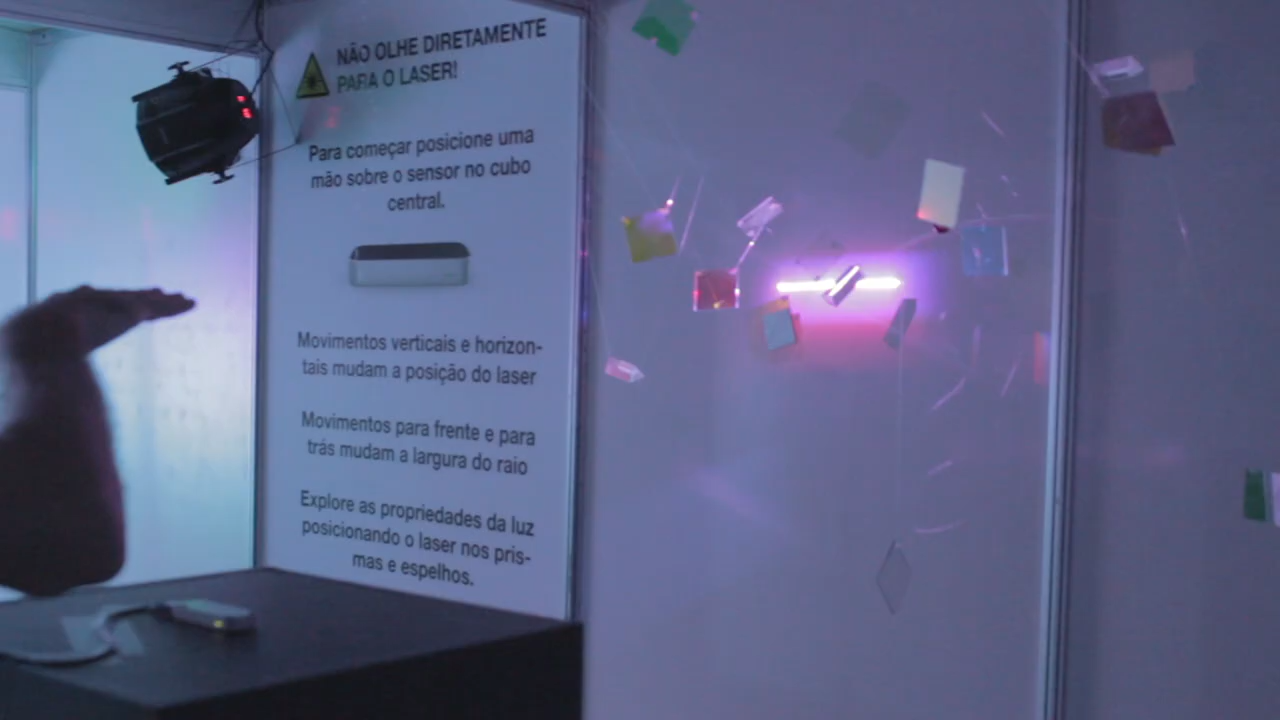 NÃO OLHE DIRETAMENTE
PARA O LASER!
Para começar posicione uma
mão sobre o sensor no cubo
central.
Movimentos verticais e horizon-
tais mudam a posição do laser
Movimentos para frente e para
trás mudam a largura do raio
Explore as propriedades da luz
posicionando o laser nos pris-
mas e espelhos.